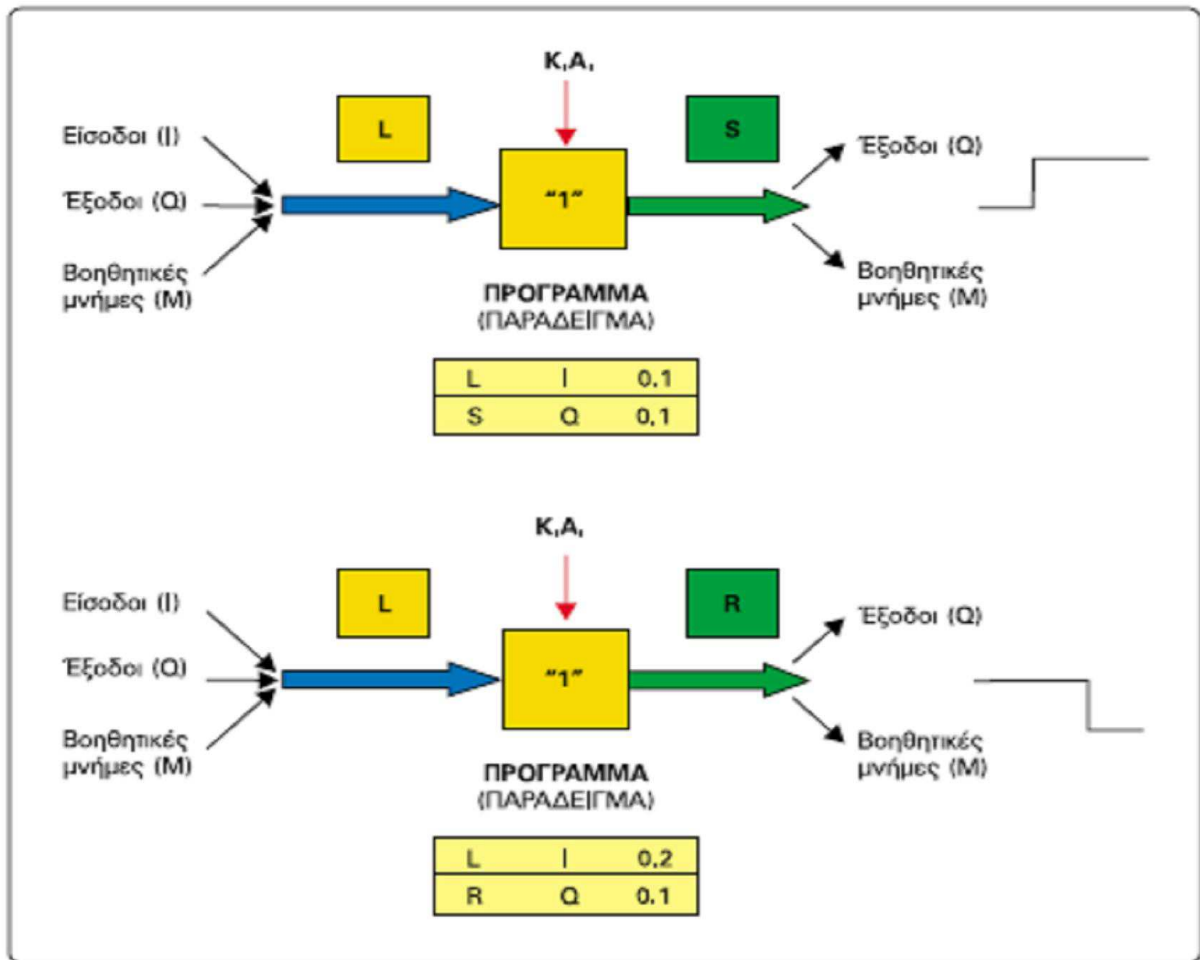 Κ.Α.
L
S
Είσοδοι (I)
Έξοδοι (Q)
Βοηθητικές
μνήμες (M)
"1"
Έξοδοι (Q)
Βοηθητικές
μνήμες (M)
ΠΡΟΓΡΑΜΜΑ
(ΠΑΡΑΔΕΙΓΜΑ)
L I 0.1
S Q 0.1
Κ.Α.
L
R
Είσοδοι (I)
Έξοδοι (Q)
Βοηθητικές
μνήμες (M)
"1"
Έξοδοι (Q)
Βοηθητικές
μνήμες (M)
ΠΡΟΓΡΑΜΜΑ
(ΠΑΡΑΔΕΙΓΜΑ)
L I 0.2
R Q 0.1